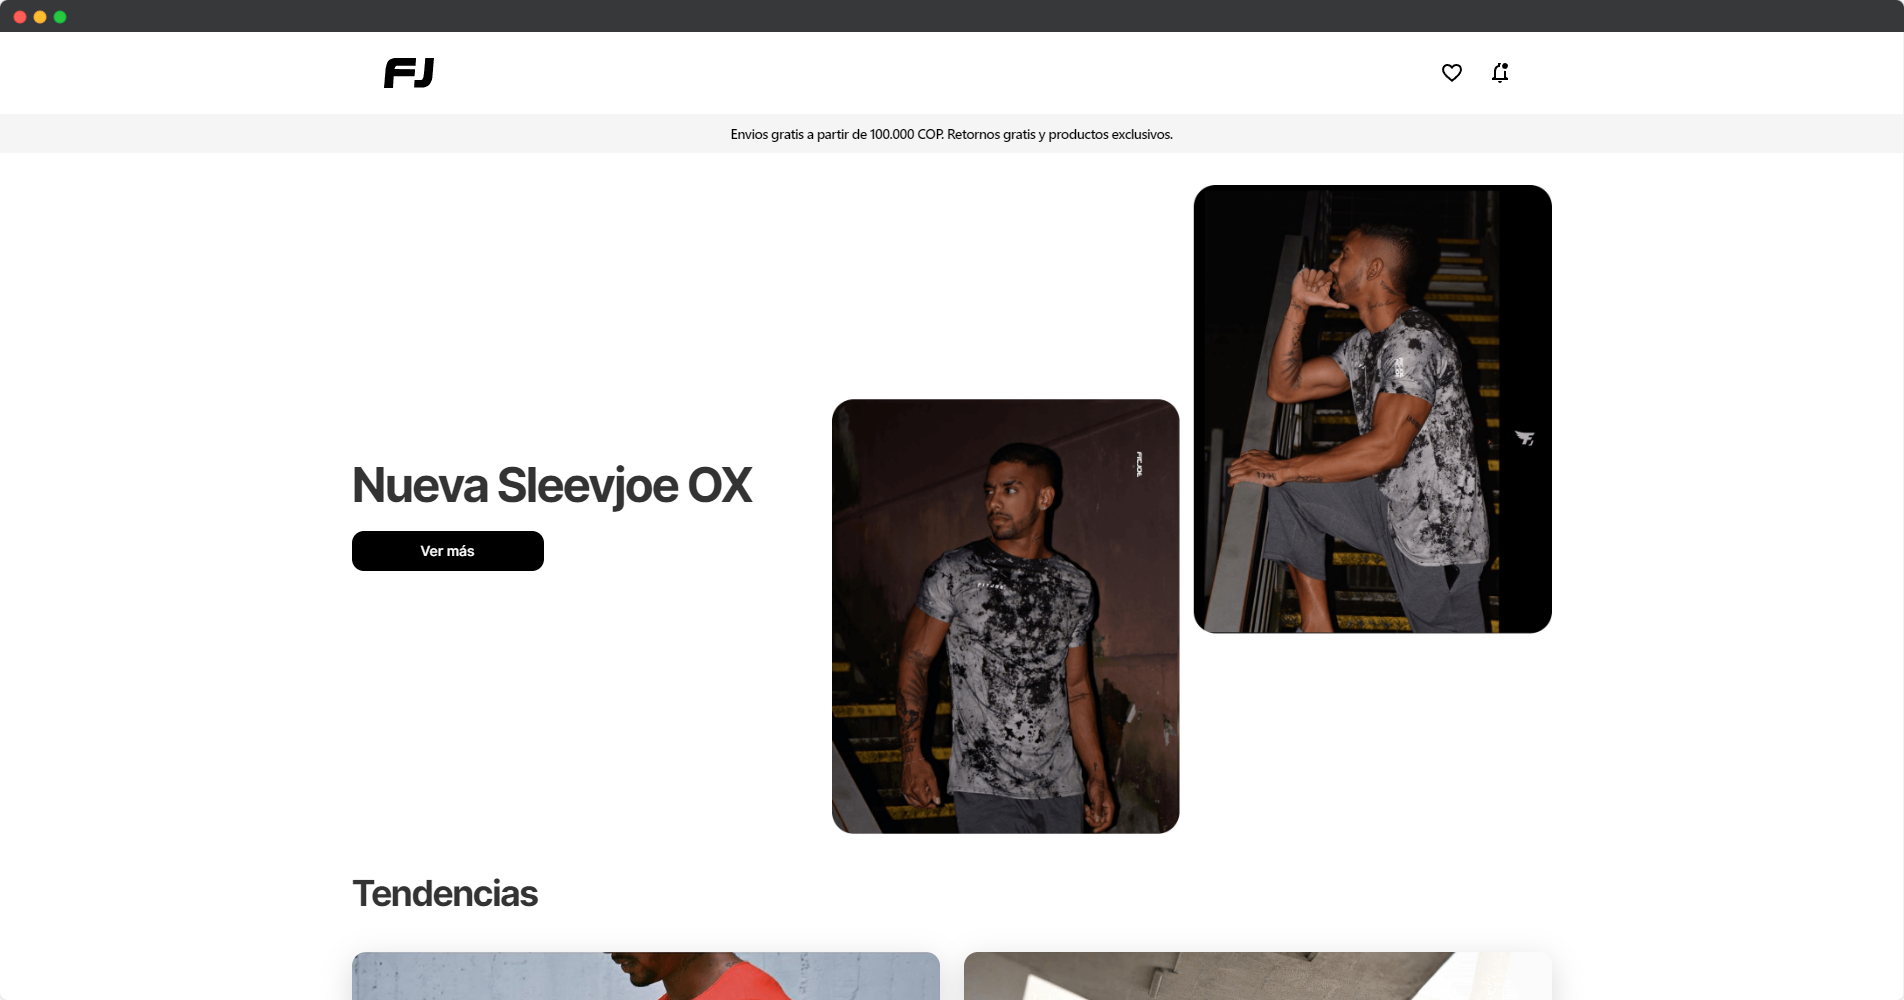 FJ
Envios gratis a partir de 100.000 COP. Retornos gratis y productos exclusivos.
Nueva Sleevjoe OX
Ver más
Tendencias